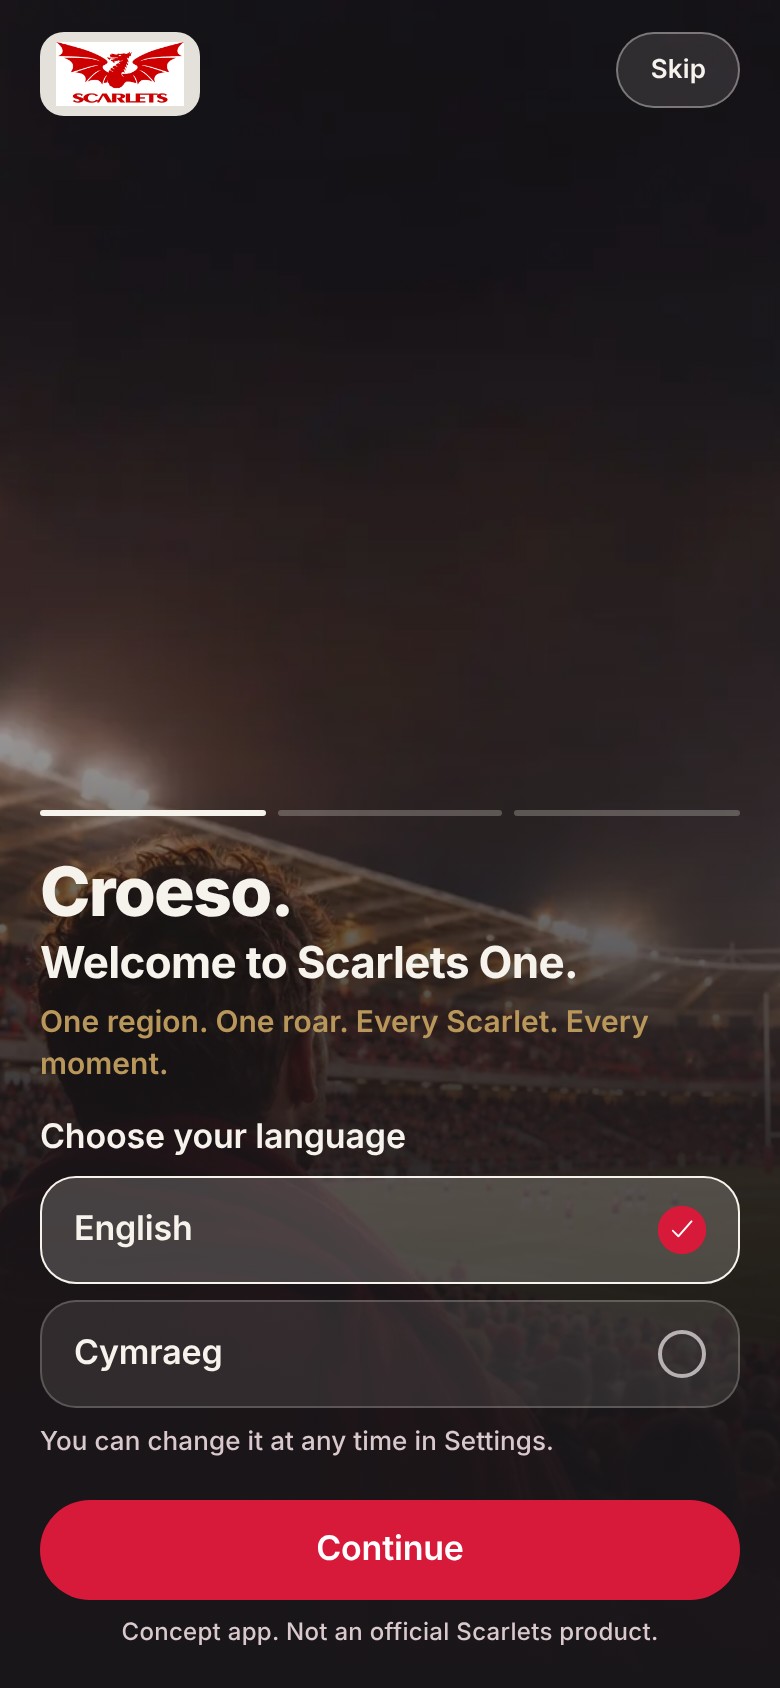 SCARLETS
Skip
Croeso.
Welcome to Scarlets One.
One region. One roar. Every Scarlet. Every
moment.
Choose your language
English
Cymraeg
You can change it at any time in Settings.
Continue
Concept app. Not an official Scarlets product.